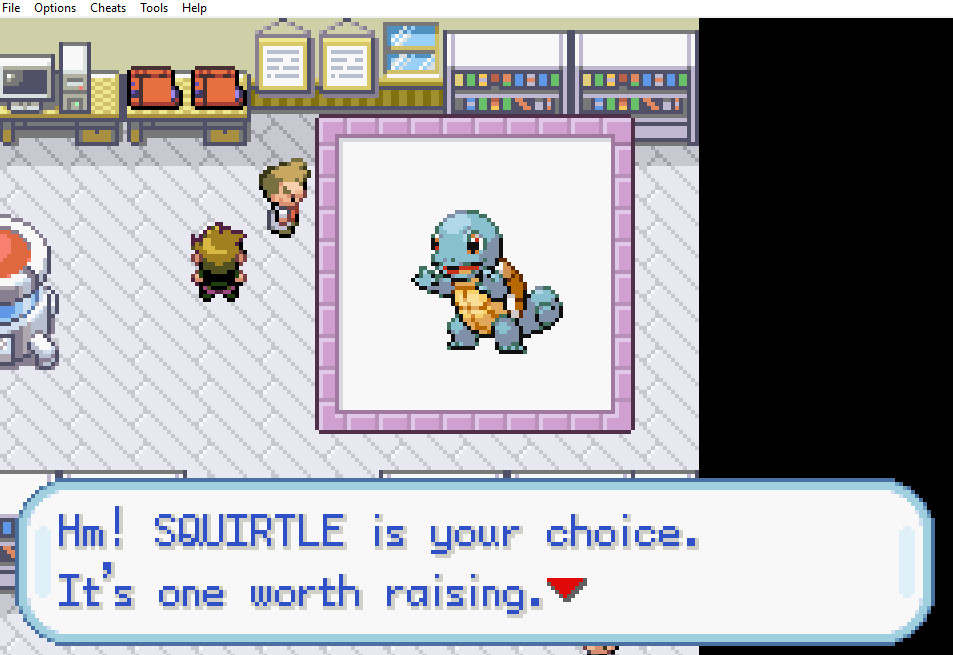 File Options Cheats Tools Help
Hm! SQUIRTLE is your choice.
It's one worth raising.